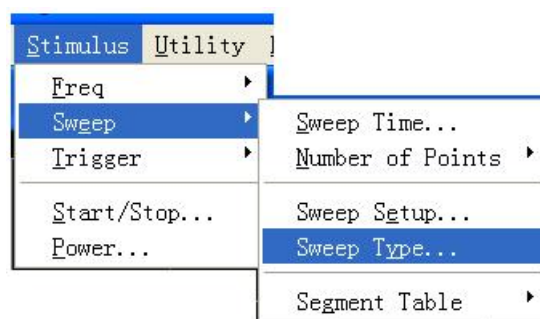 Stimulus Utility
Freq
Sweep
Trigger
Start/Stop...
Power...
Sweep Time...
Number of Points
Sweep Setup...
Sweep Type...
Segment Table